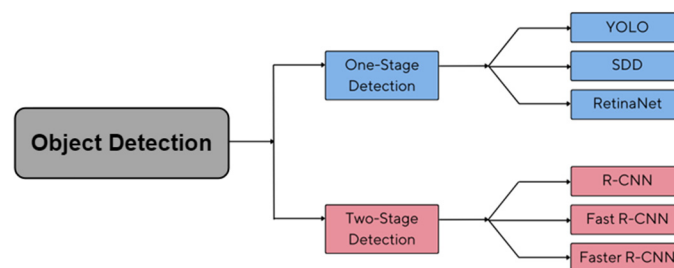 YOLO
One-Stage
Detection
SDD
RetinaNet
Object Detection
R-CNN
Two-Stage
Detection
Fast R-CNN
Faster R-CNN